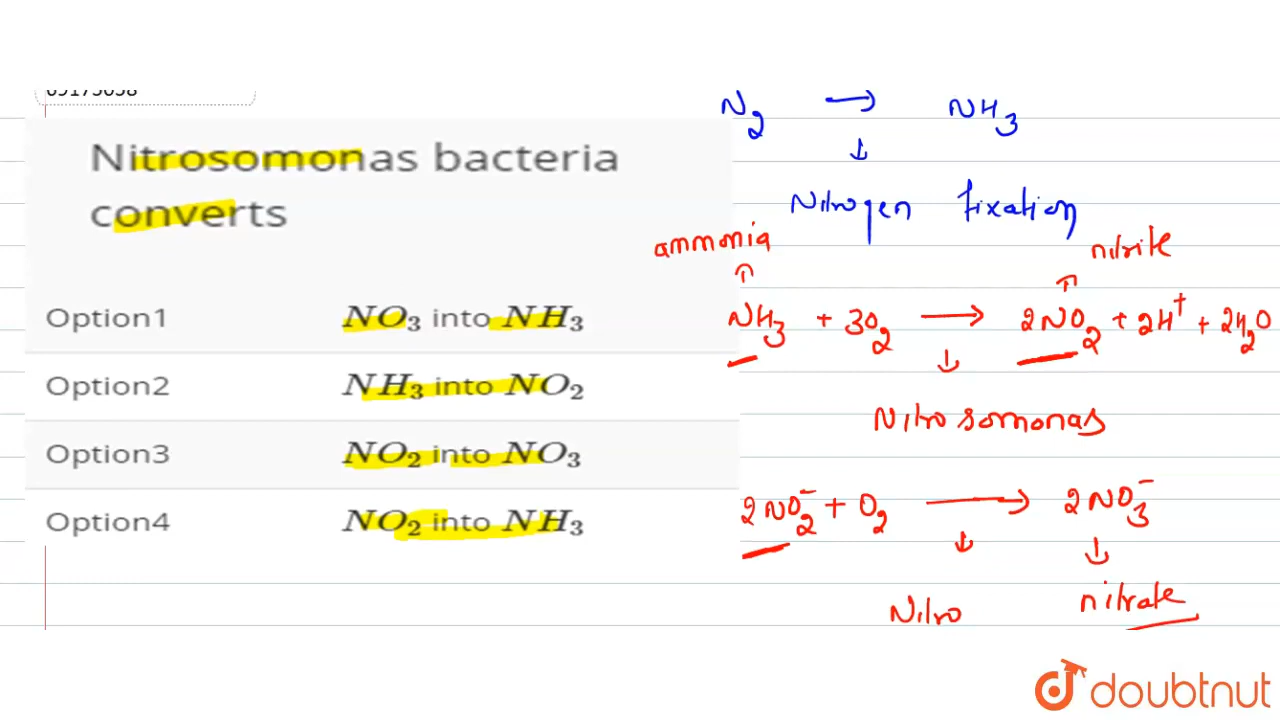 Nitrosomonas bacteria
converts
Option1 NO₃ into NH₃
Option2 NH₃ into NO₂
Option3 NO₂ into NO₃
Option4 NO₂ into NH₃
N₂ → NH₃
↓
Nitrogen fixation
ammonia nitrite
↑ ↑
NH₃ + 3O₂ → 2NO₂ + 2H⁺ + 2H₂O
↓
Nitrosomonas
2NO₂⁻ + O₂ → 2NO₃⁻
↓ ↓
Nitro nitrate
doubtnut